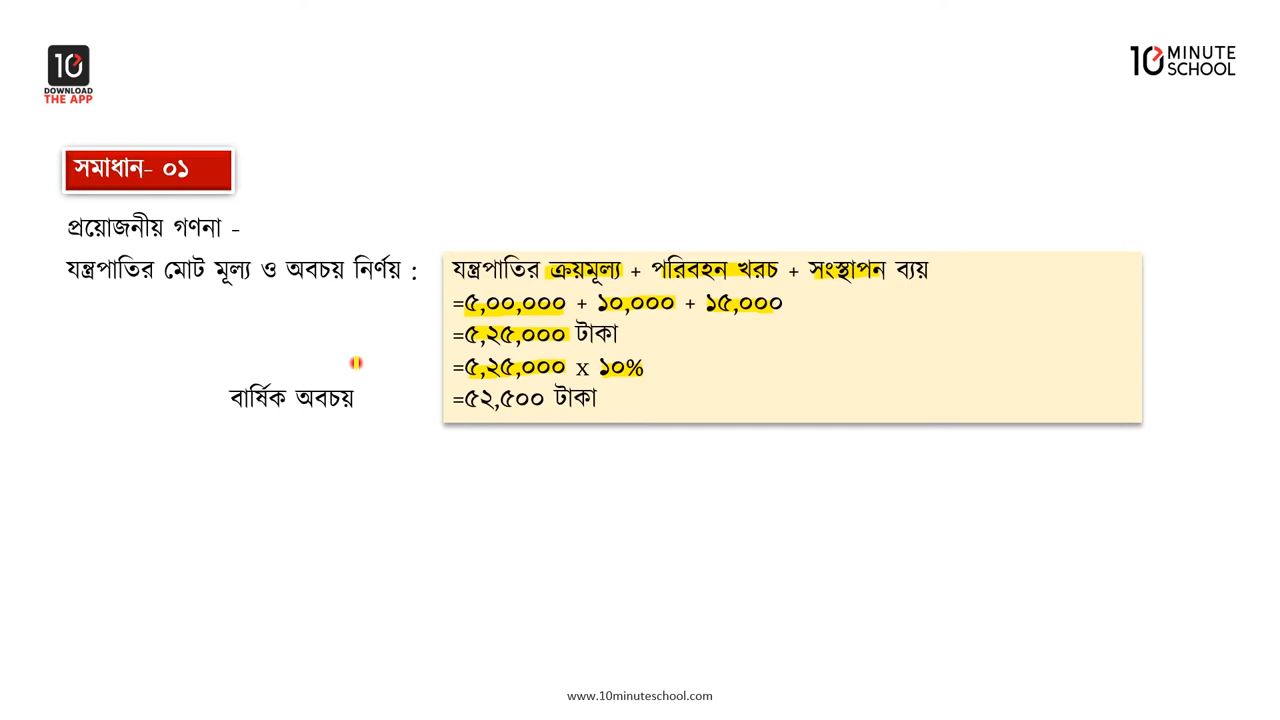 10
DOWNLOAD
THE APP
10 MINUTE
SCHOOL
সমাধান- ০১
প্রয়োজনীয় গণনা -
যন্ত্রপাতির মোট মূল্য ও অবচয় নির্ণয় : যন্ত্রপাতির ক্রয়মূল্য + পরিবহন খরচ + সংস্থাপন ব্যয়
=৫,০০,০০০ + ১০,০০০ + ১৫,০০০
=৫,২৫,০০০ টাকা
=৫,২৫,০০০ x ১০%
বার্ষিক অবচয় =৫২,৫০০ টাকা
www.10minuteschool.com